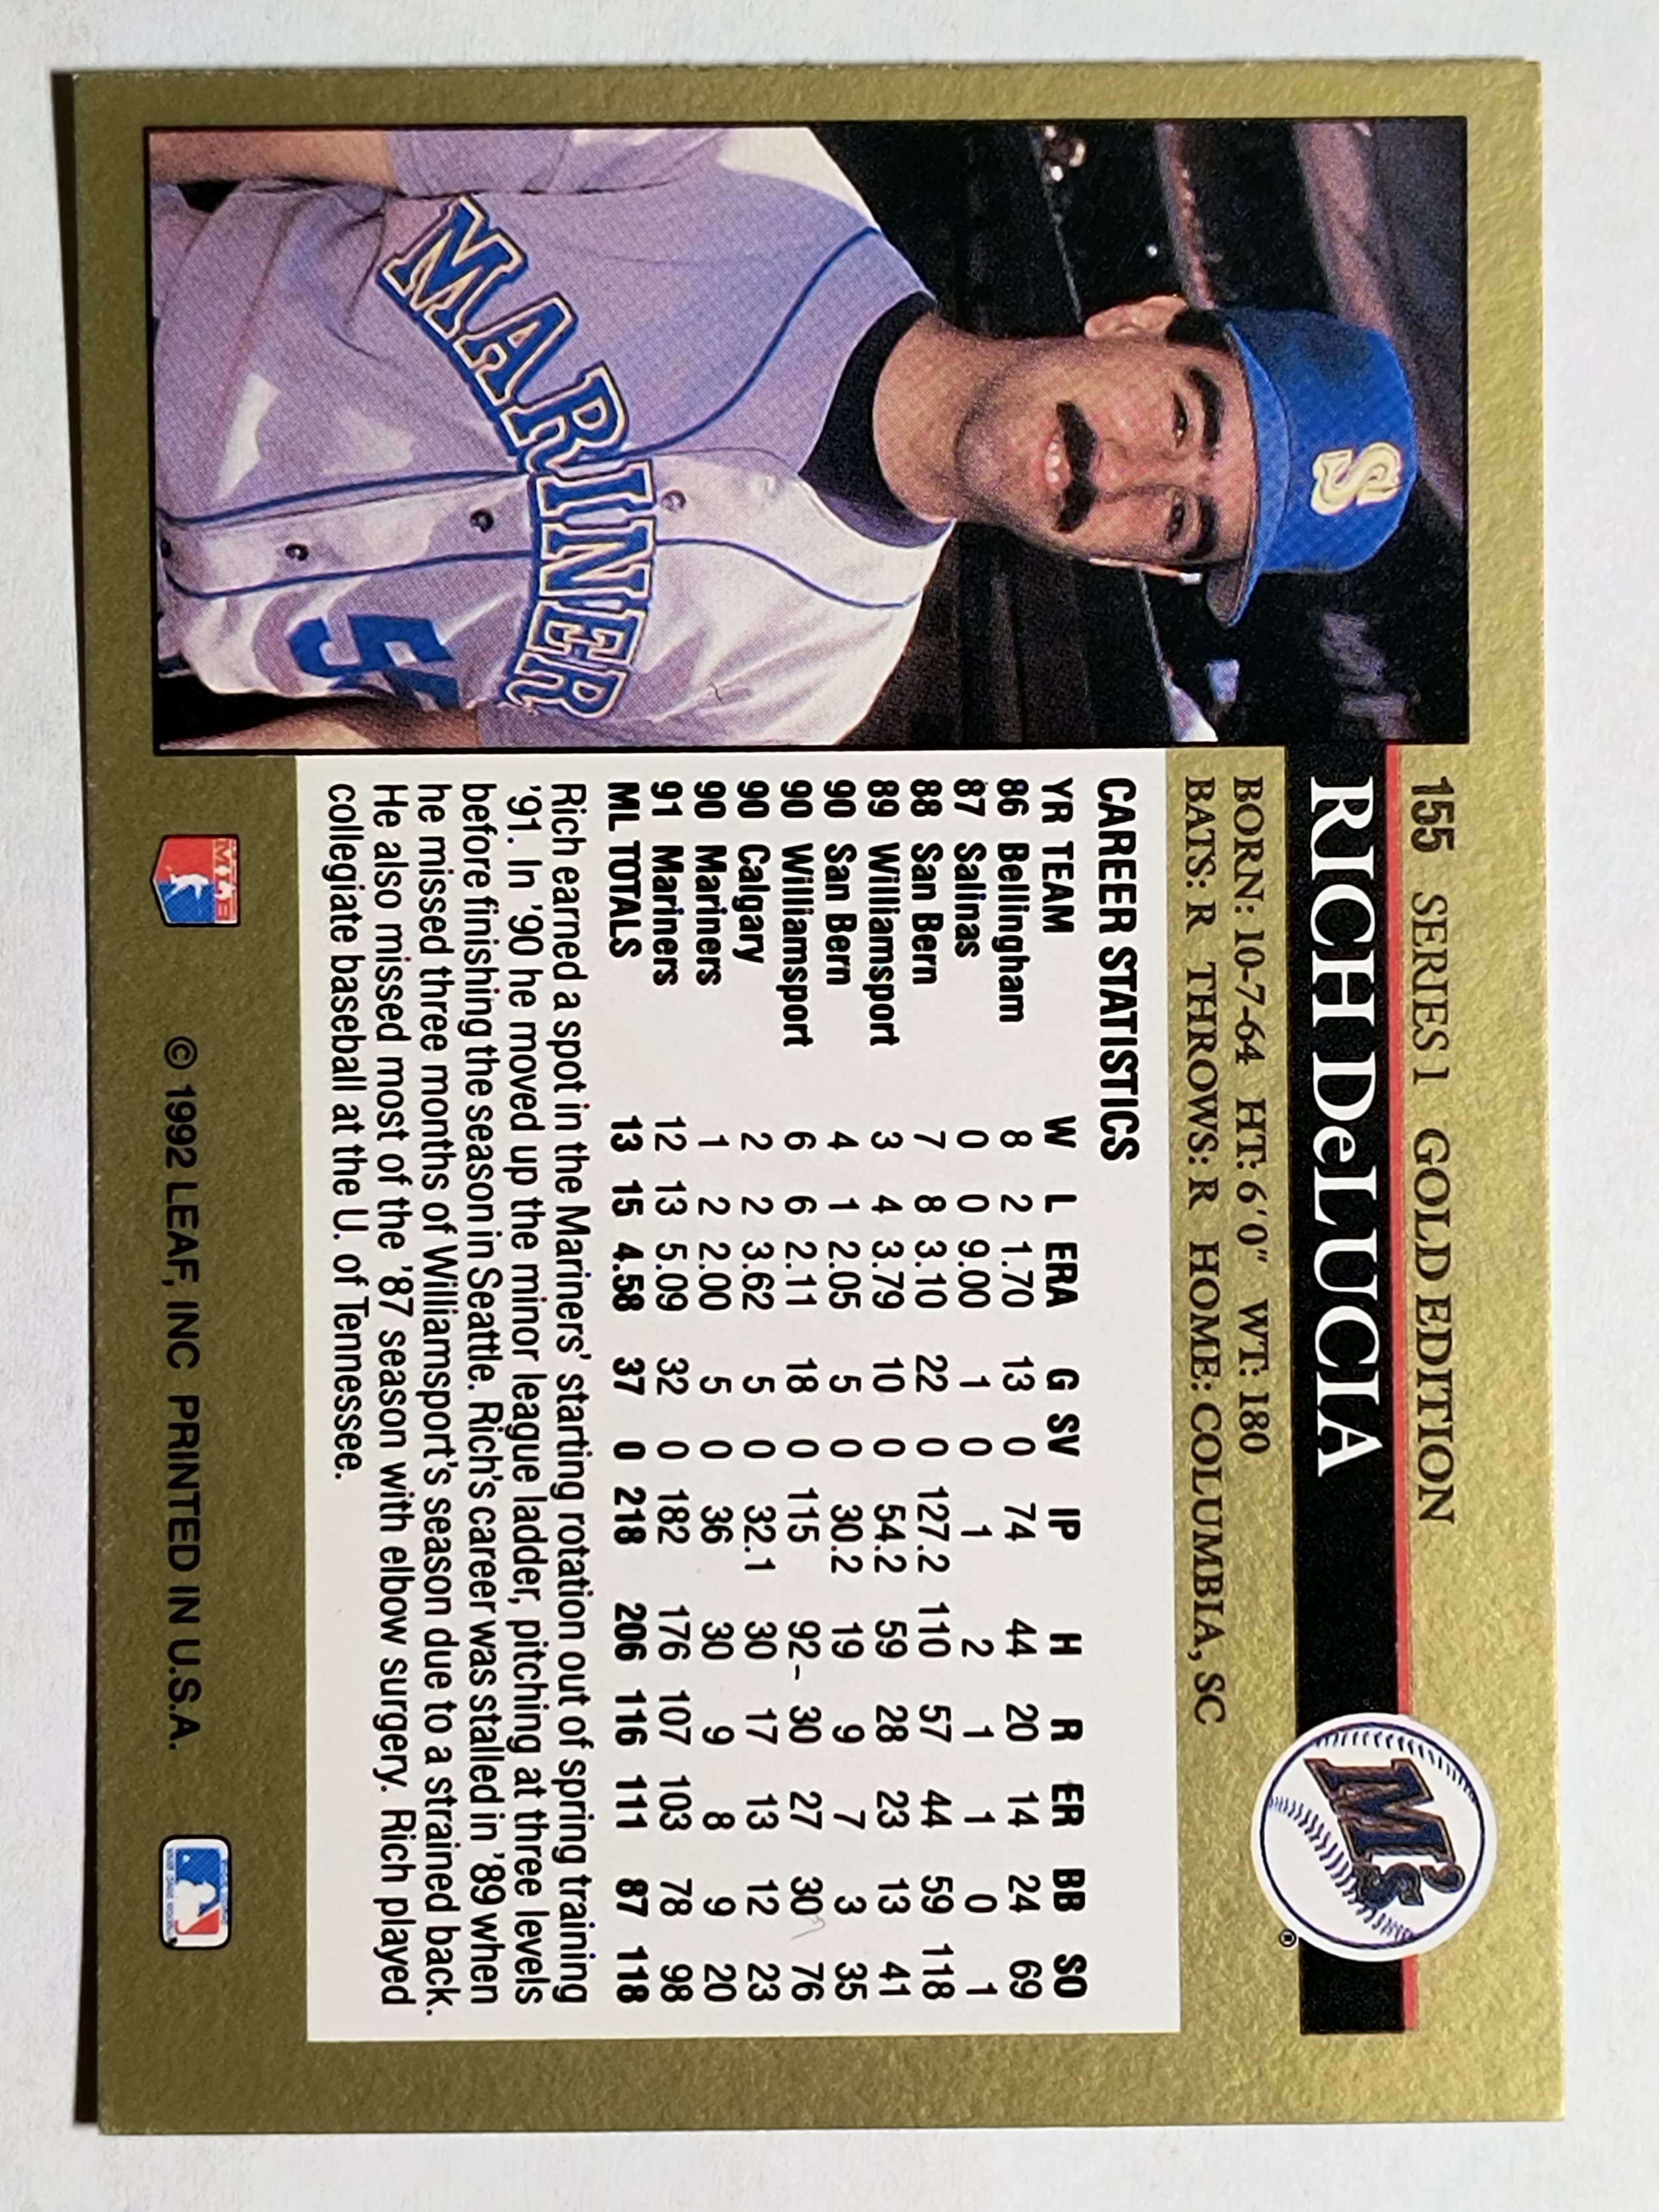 155 SERIES 1 GOLD EDITION
RICH DeLUCIA
BORN: 10-7-64 HT: 6'0" WT: 180
BATS: R THROWS: R HOME: COLUMBIA, SC
M's
®
S
MARINER
CAREER STATISTICS
YR TEAM W L ERA G SV IP H R ER BB SO
86 Bellingham 8 2 1.70 13 0 74 44 20 14 24 69
87 Salinas 0 0 9.00 1 0 1 2 1 1 0 1
88 San Bern 7 8 3.10 22 0 127.2 110 57 44 59 118
89 Williamsport 3 4 3.79 10 0 54.2 59 28 23 13 41
90 San Bern 4 1 2.05 5 0 30.2 19 9 7 3 35
90 Williamsport 6 6 2.11 18 0 115 92 30 27 30 76
90 Calgary 2 2 3.62 5 0 32.1 30 17 13 12 23
90 Mariners 1 2 2.00 5 0 36 30 9 8 9 20
91 Mariners 12 13 5.09 32 0 182 176 107 103 78 98
ML TOTALS 13 15 4.58 37 0 218 206 116 111 87 118
Rich earned a spot in the Mariners' starting rotation out of spring training
'91. In '90 he moved up the minor league ladder, pitching at three levels
before finishing the season in Seattle. Rich's career was stalled in '89 when
he missed three months of Williamsport's season due to a strained back.
He also missed most of the '87 season with elbow surgery. Rich played
collegiate baseball at the U. of Tennessee.
© 1992 LEAF, INC PRINTED IN U.S.A.